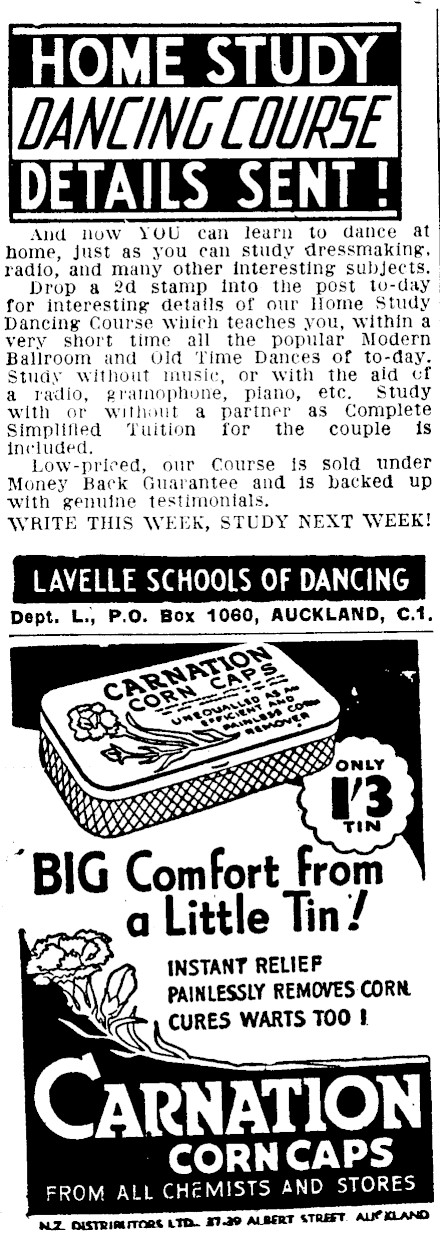 HOME STUDY
DANCING COURSE
DETAILS SENT!
And now YOU can learn to dance at
home, just as you can study dressmaking,
radio, and many other interesting subjects.
Drop a 2d stamp into the post to-day
for interesting details of our Home Study
Dancing Course which teaches you, within a
very short time all the popular Modern
Ballroom and Old Time Dances of to-day.
Study without music, or with the aid of
a radio, gramophone, piano, etc. Study
with or without a partner as Complete
Simplified Tuition for the couple is
included.
Low-priced, our Course is sold under
Money Back Guarantee and is backed up
with genuine testimonials.
WRITE THIS WEEK, STUDY NEXT WEEK!
LAVELLE SCHOOLS OF DANCING
Dept. L., P.O. Box 1060, AUCKLAND, C.1.
CARNATION
CORN CAPS
UNEQUALLED AS AN
EFFICIENT AND
PAINLESS CORN
REMOVER
ONLY
1/3
TIN
BIG Comfort from
a Little Tin!
INSTANT RELIEF
PAINLESSLY REMOVES CORN
CURES WARTS TOO!
CARNATION
CORN CAPS
FROM ALL CHEMISTS AND STORES
N.Z. DISTRIBUTORS LTD. 37-39 ALBERT STREET, AUCKLAND